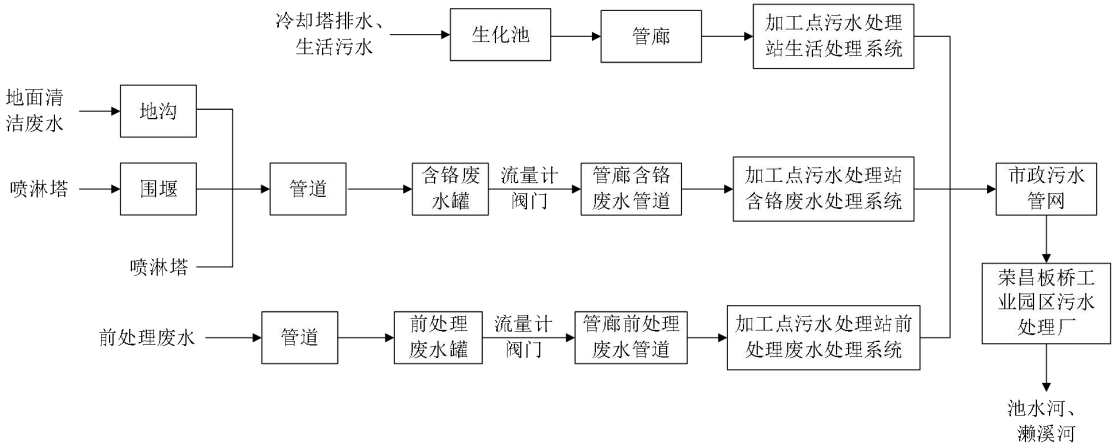 冷却塔排水、
生活污水
生化池
管廊
加工点污水处理
站生活处理系统
地面清
洁废水
地沟
喷淋塔
围堰
管道
含铬废
水罐
流量计
阀门
管廊含铬
废水管道
加工点污水处理站
含铬废水处理系统
市政污水
管网
喷淋塔
荣昌板桥工
业园区污水
处理厂
前处理废水
管道
前处理
废水罐
流量计
阀门
管廊前处理
废水管道
加工点污水处理站前
处理废水处理系统
池水河、
濑溪河